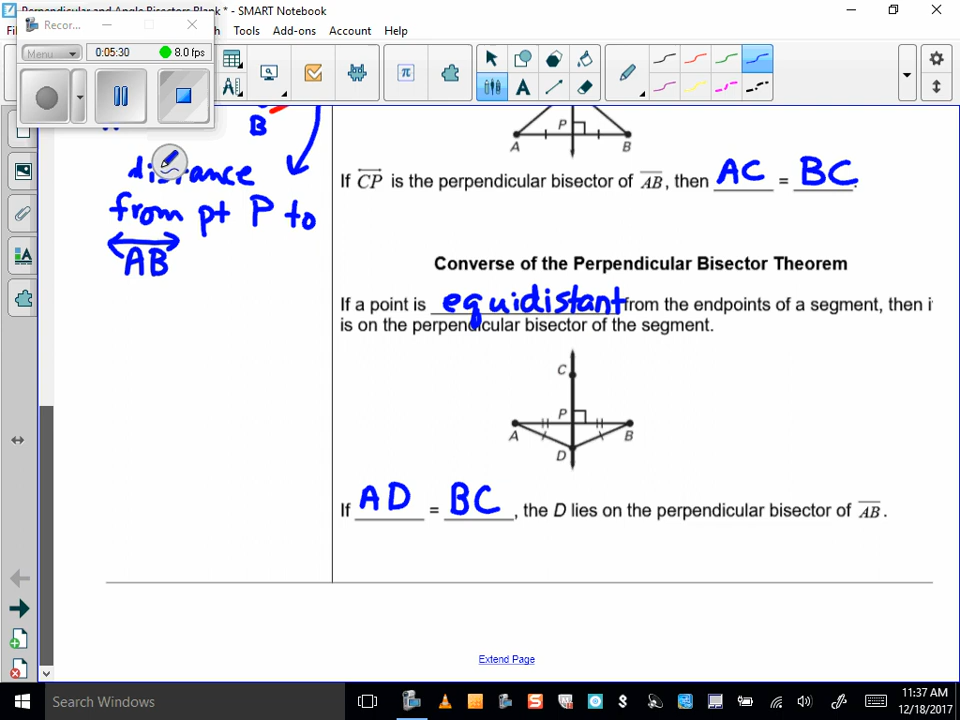 Perpendicular and Angle Bisectors Blank * - SMART Notebook
Recor...
Tools Add-ons Account Help
Menu 0:05:30 8.0 fps
A
P
B
B
distance
from pt P to
AB
If CP is the perpendicular bisector of AB, then AC = BC.
Converse of the Perpendicular Bisector Theorem
If a point is equidistant from the endpoints of a segment, then it
is on the perpendicular bisector of the segment.
C
P
A
B
D
If AD = BC, the D lies on the perpendicular bisector of AB.
Extend Page
Search Windows
11:37 AM
12/18/2017